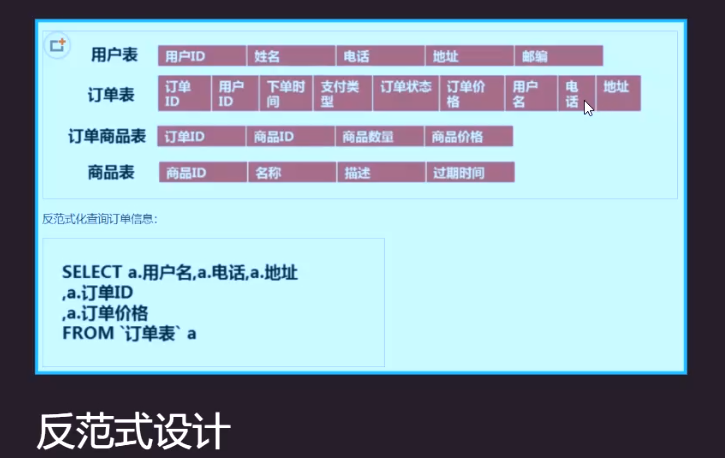 用户表 用户ID 姓名 电话 地址 邮编
订单表 订单ID 用户ID 下单时间 支付类型 订单状态 订单价格 用户名 电话 地址
订单商品表 订单ID 商品ID 商品数量 商品价格
商品表 商品ID 名称 描述 过期时间
反范式化查询订单信息:
SELECT a.用户名,a.电话,a.地址
,a.订单ID
,a.订单价格
FROM `订单表` a
反范式设计